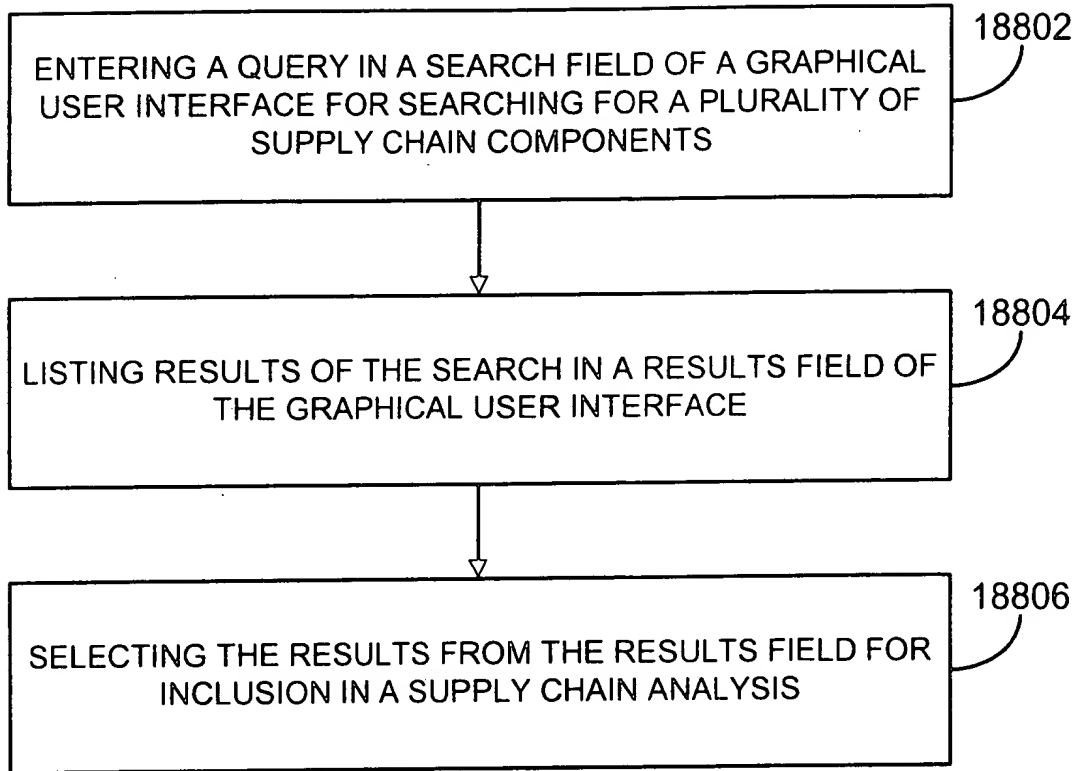 18802
ENTERING A QUERY IN A SEARCH FIELD OF A GRAPHICAL
USER INTERFACE FOR SEARCHING FOR A PLURALITY OF
SUPPLY CHAIN COMPONENTS
18804
LISTING RESULTS OF THE SEARCH IN A RESULTS FIELD OF
THE GRAPHICAL USER INTERFACE
18806
SELECTING THE RESULTS FROM THE RESULTS FIELD FOR
INCLUSION IN A SUPPLY CHAIN ANALYSIS